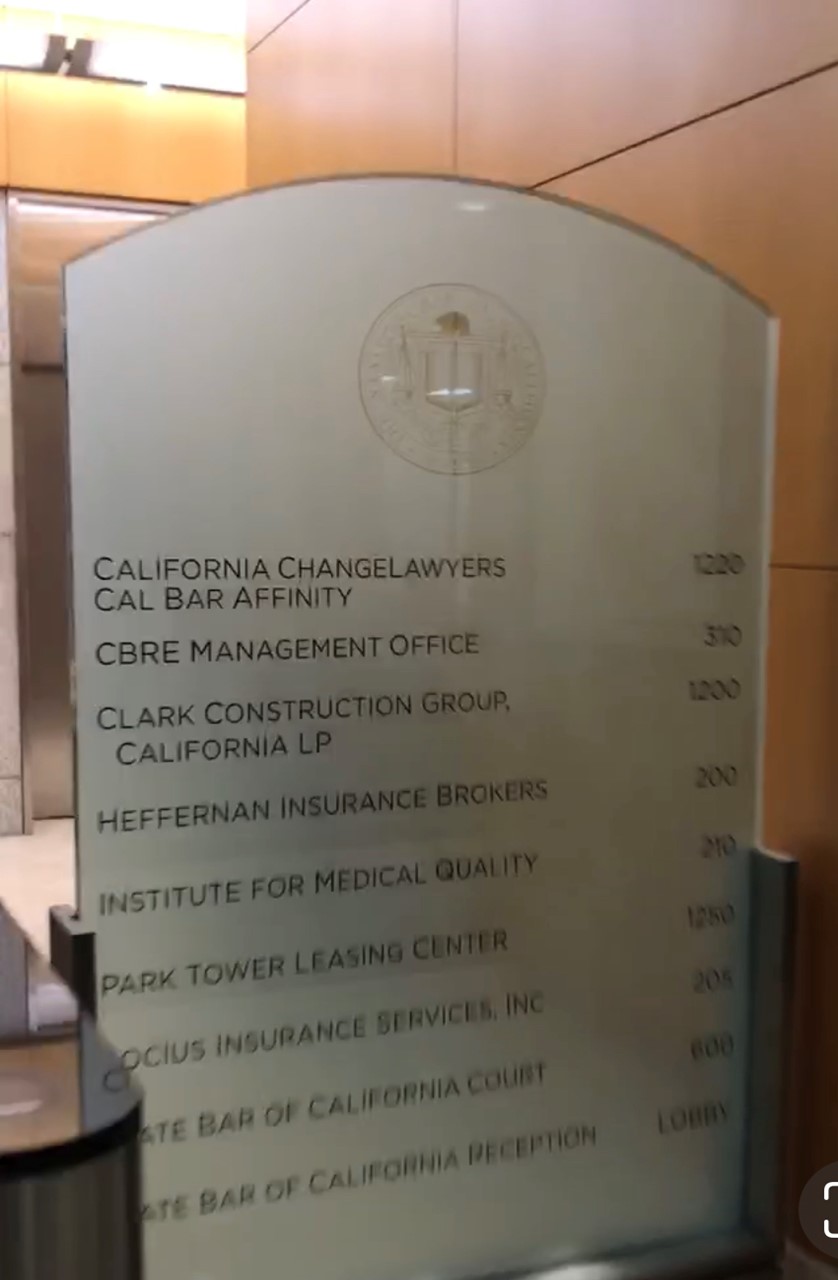 CALIFORNIA CHANGELAWYERS 1220
CAL BAR AFFINITY
CBRE MANAGEMENT OFFICE 310
CLARK CONSTRUCTION GROUP, 1200
CALIFORNIA LP
HEFFERNAN INSURANCE BROKERS 200
INSTITUTE FOR MEDICAL QUALITY 210
PARK TOWER LEASING CENTER 1280
OCIUS INSURANCE SERVICES, INC 205
ATE BAR OF CALIFORNIA COURT 600
ATE BAR OF CALIFORNIA RECEPTION LOBBY